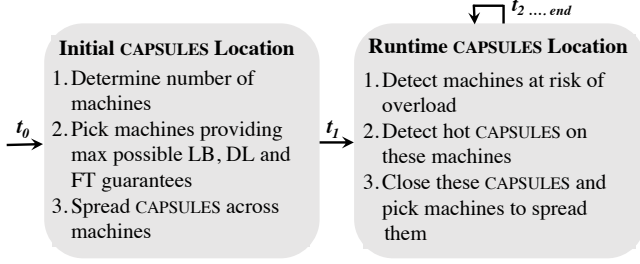 t2 .... end
Initial CAPSULES Location
1. Determine number of
machines
2. Pick machines providing
max possible LB, DL and
FT guarantees
3. Spread CAPSULES across
machines
t0
t1
Runtime CAPSULES Location
1. Detect machines at risk of
overload
2. Detect hot CAPSULES on
these machines
3. Close these CAPSULES and
pick machines to spread
them